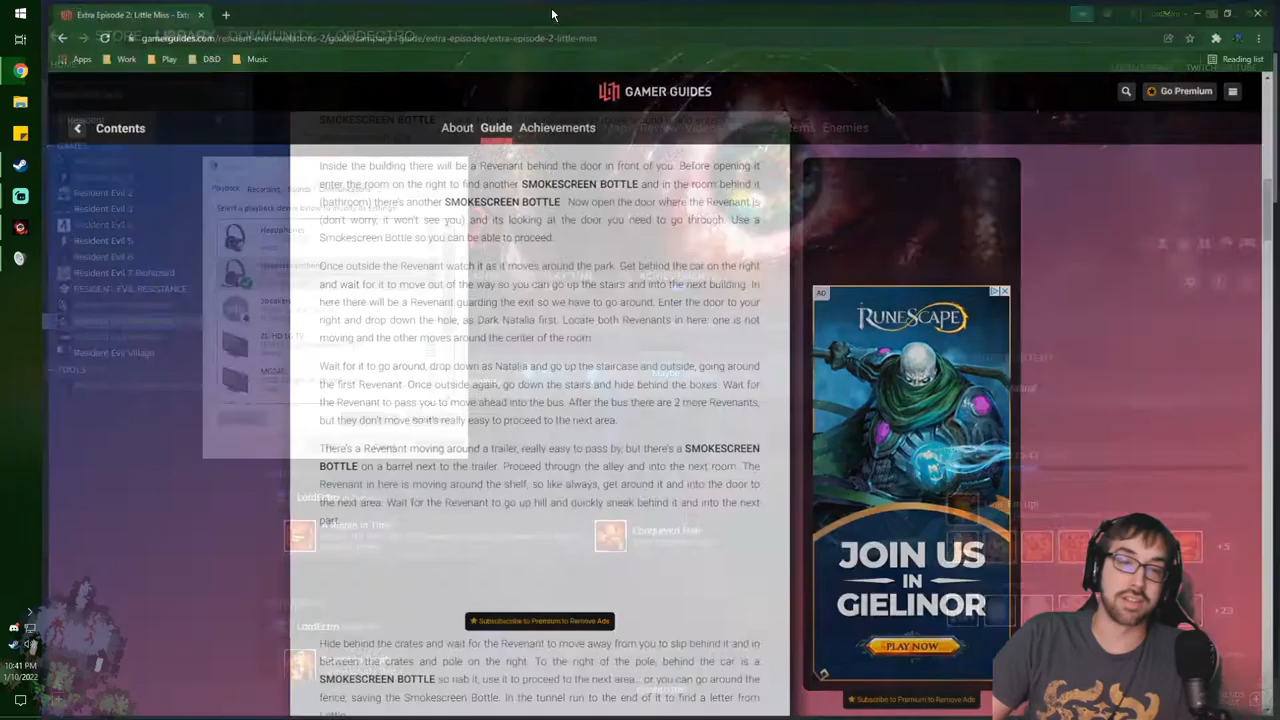 Extra Episode 2: Little Miss - Ext
gamerguides.com/resident-evil-revelations-2/guide/campaign-guide/extra-episodes/extra-episode-2-little-miss
Apps Work Play D&D Music Reading list
STORE LIBRARY COMMUNITY LORDECTRO
GAMER GUIDES
Go Premium
Contents
About Guide Achievements Maps Review Videos Items Enemies
SMOKESCREEN BOTTLE
Inside the building there will be a Revenant behind the door in front of you. Before opening it
enter the room on the right to find another SMOKESCREEN BOTTLE and in the room behind it
(bathroom) there's another SMOKESCREEN BOTTLE Now open the door where the Revenant is
(don't worry, it won't see you) and its looking at the door you need to go through. Use a
Smokescreen Bottle so you can be able to proceed.
Once outside the Revenant watch it as it moves around the park. Get behind the car on the right
and wait for it to move out of the way so you can go up the stairs and into the next building. In
here there will be a Revenant guarding the exit so we have to go around. Enter the door to your
right and drop down the hole, as Dark Natalia first. Locate both Revenants in here: one is not
moving and the other moves around the center of the room
Wait for it to go around, drop down as Natalia and go up the staircase and outside, going around
the first Revenant. Once outside again, go down the stairs and hide behind the boxes. Wait for
the Revenant to pass you to move ahead into the bus. After the bus there are 2 more Revenants,
but they don't move so it's really easy to proceed to the next area.
There's a Revenant moving around a trailer, really easy to pass by, but there's a SMOKESCREEN
BOTTLE on a barrel next to the trailer. Proceed through the alley and into the next room. The
Revenant in here is moving around the shelf, so like always, get around it and into the door to
the next area. Wait for the Revenant to go up hill and quickly sneak behind it and into the next
part.
Subscribe to Premium to Remove Ads
Hide behind the crates and wait for the Revenant to move away from you to slip behind it and in
between the crates and pole on the right. To the right of the pole, behind the car is a
SMOKESCREEN BOTTLE so nab it, use it to proceed to the next area... or you can go around the
fence, saving the Smokescreen Bottle. In the tunnel run to the end of it to find a letter from
Resident Evil 2
Resident Evil 5
Resident Evil 6
Resident Evil 7 Biohazard
RESIDENT EVIL RESISTANCE
Resident Evil Village
TOOLS
Playback Recording
Headphones
LordEctro
LordEctro
AD
RUNESCAPE
JOIN US
IN
GIELINOR
PLAY NOW
Subscribe to Premium to Remove Ads
+5
+23
10:41 PM
1/10/2022